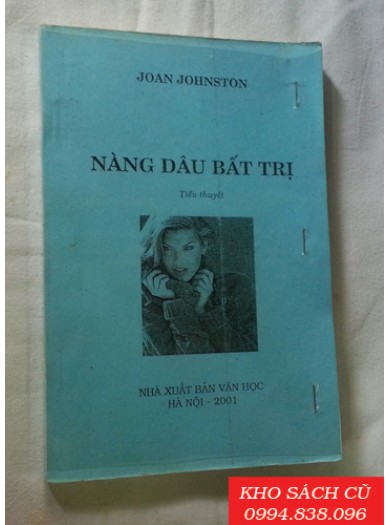 JOAN JOHNSTON
NÀNG DÂU BẤT TRỊ
Tiểu thuyết
NHÀ XUẤT BẢN VĂN HỌC
HÀ NỘI - 2001
KHO SÁCH CŨ
0994.838.096